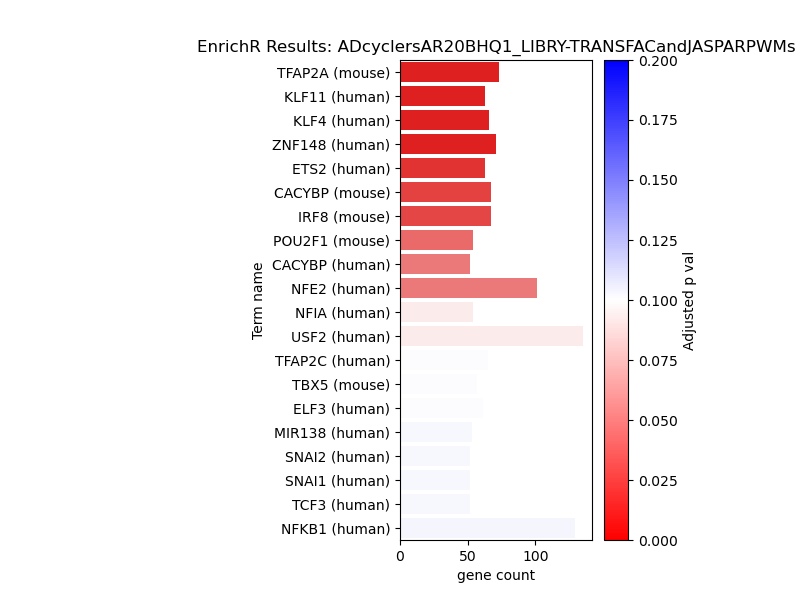 EnrichR Results: ADcyclersAR20BHQ1_LIBRY-TRANSFACandJASPARPWMs
TFAP2A (mouse)
KLF11 (human)
KLF4 (human)
ZNF148 (human)
ETS2 (human)
CACYBP (mouse)
IRF8 (mouse)
POU2F1 (mouse)
CACYBP (human)
NFE2 (human)
NFIA (human)
USF2 (human)
TFAP2C (human)
TBX5 (mouse)
ELF3 (human)
MIR138 (human)
SNAI2 (human)
SNAI1 (human)
TCF3 (human)
NFKB1 (human)
Term name
0 50 100
gene count
0.200
0.175
0.150
0.125
0.100
0.075
0.050
0.025
0.000
Adjusted p val